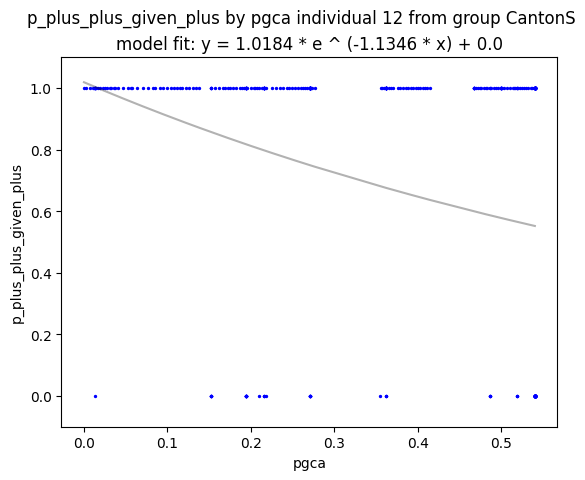 p_plus_plus_given_plus by pgca individual 12 from group CantonS
model fit: y = 1.0184 * e ^ (-1.1346 * x) + 0.0
1.0
0.8
0.6
0.4
0.2
0.0
p_plus_plus_given_plus
0.0 0.1 0.2 0.3 0.4 0.5
pgca